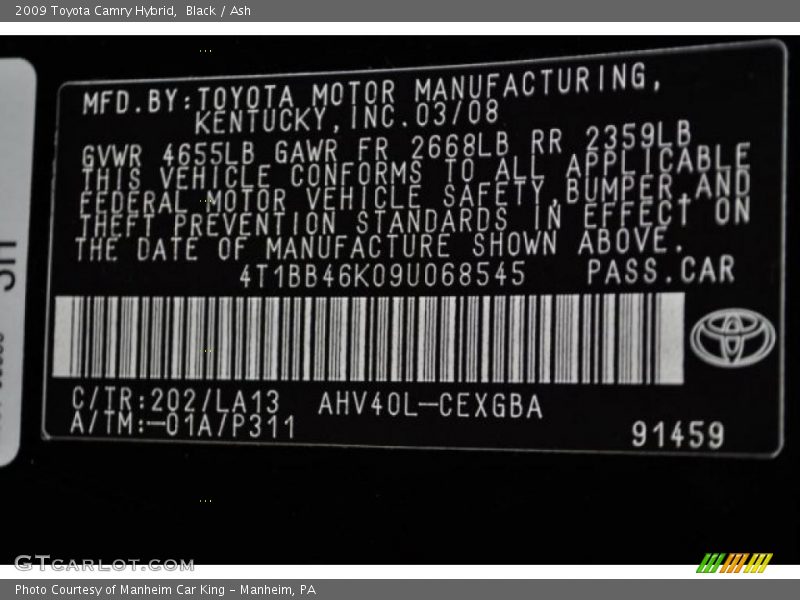 2009 Toyota Camry Hybrid,  Black / Ash
MFD.BY:TOYOTA MOTOR MANUFACTURING,
KENTUCKY,INC.03/08
GVWR 4655LB GAWR FR 2668LB RR 2359LB
THIS VEHICLE CONFORMS TO ALL APPLICABLE
FEDERAL MOTOR VEHICLE SAFETY,BUMPER,AND
THEFT PREVENTION STANDARDS IN EFFECT ON
THE DATE OF MANUFACTURE SHOWN ABOVE.
4T1BB46K09U068545 PASS.CAR
C/TR:202/LA13 AHV40L-CEXGBA
A/TM:-01A/P311
91459
GTCARLOT.COM
Photo Courtesy of Manheim Car King - Manheim, PA